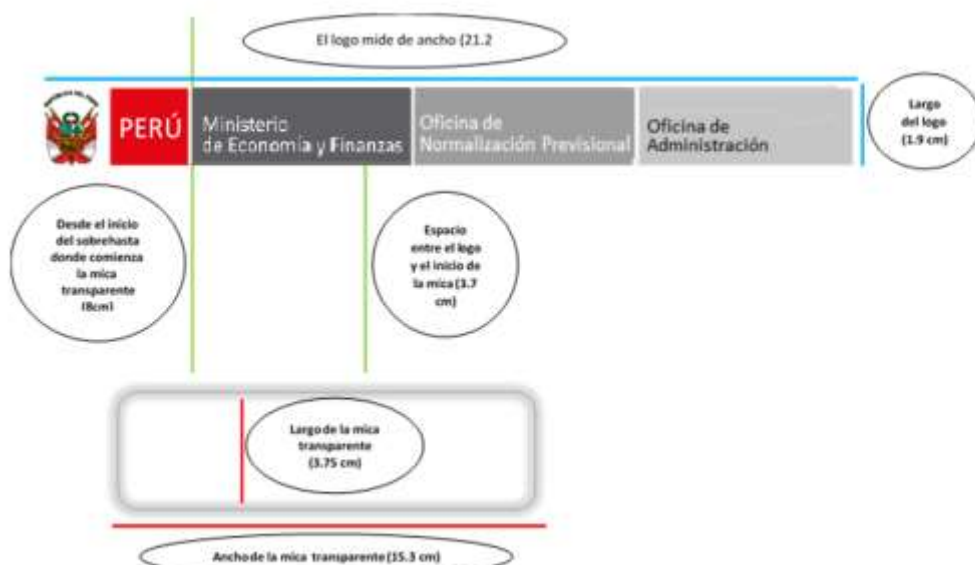 El logo mide de ancho (21.2
REPÚBLICA DEL PERÚ
PERÚ
Ministerio
de Economía y Finanzas
Oficina de
Normalización Previsional
Oficina de
Administración
Largo
del logo
(1.9 cm)
Desde el inicio
del sobrehasta
donde comienza
la mica
transparente
(8cm)
Espacio
entre el logo
y el inicio de
la mica (3.7
cm)
Largo de la mica
transparente
(3.75 cm)
Ancho de la mica transparente (15.3 cm)